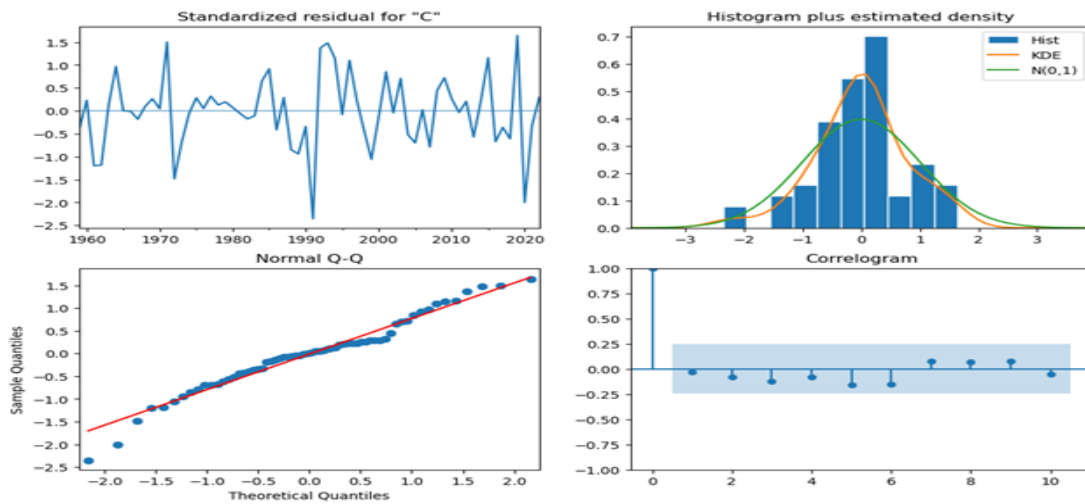 Standardized residual for "C"
1.5
1.0
0.5
0.0
−0.5
−1.0
−1.5
−2.0
−2.5
1960 1970 1980 1990 2000 2010 2020
Histogram plus estimated density
0.7
0.6
0.5
0.4
0.3
0.2
0.1
0.0
−3 −2 −1 0 1 2 3
Hist
KDE
N(0,1)
Normal Q-Q
Sample Quantiles
1.5
1.0
0.5
0.0
−0.5
−1.0
−1.5
−2.0
−2.5
−2.0 −1.5 −1.0 −0.5 0.0 0.5 1.0 1.5 2.0
Theoretical Quantiles
Correlogram
1.00
0.75
0.50
0.25
0.00
−0.25
−0.50
−0.75
−1.00
0 2 4 6 8 10